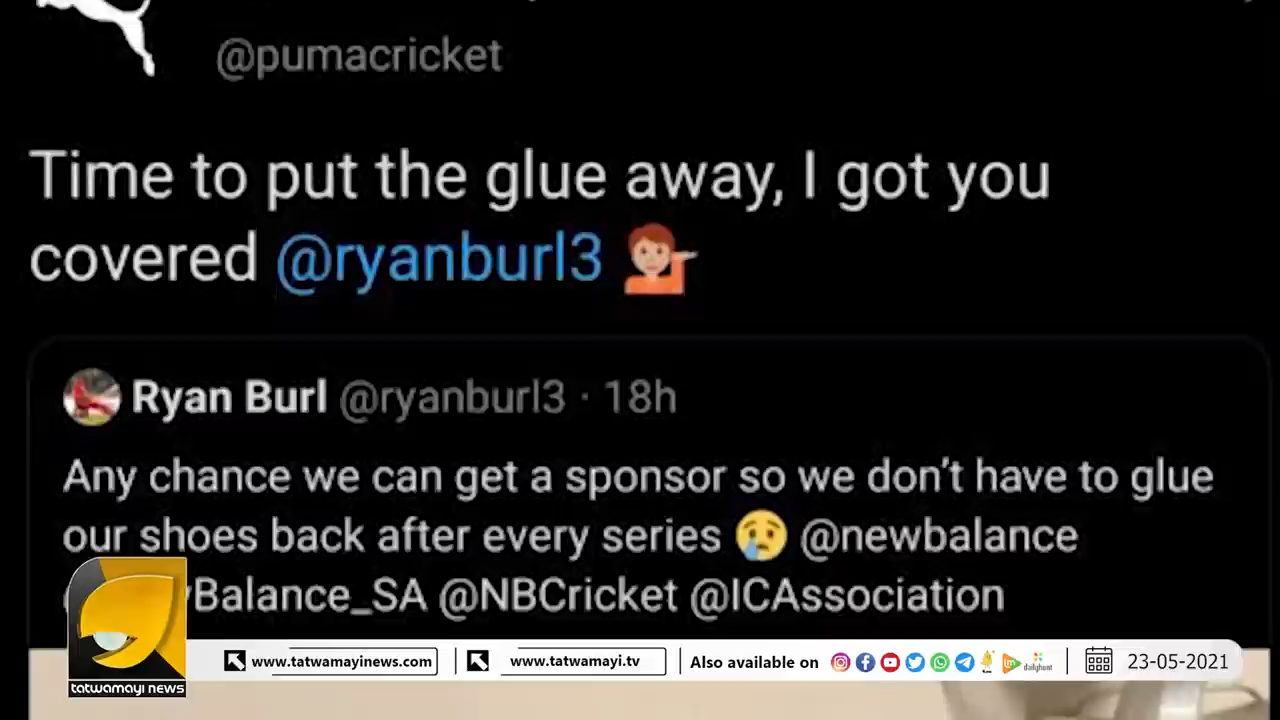 @pumacricket
Time to put the glue away, I got you
covered @ryanburl3
Ryan Burl @ryanburl3 · 18h
Any chance we can get a sponsor so we don't have to glue
our shoes back after every series 😢 @newbalance
Balance_SA @NBCricket @ICAssociation
tatwamayi news
www.tatwamayinews.com
www.tatwamayi.tv
Also available on
dailyhunt
23-05-2021